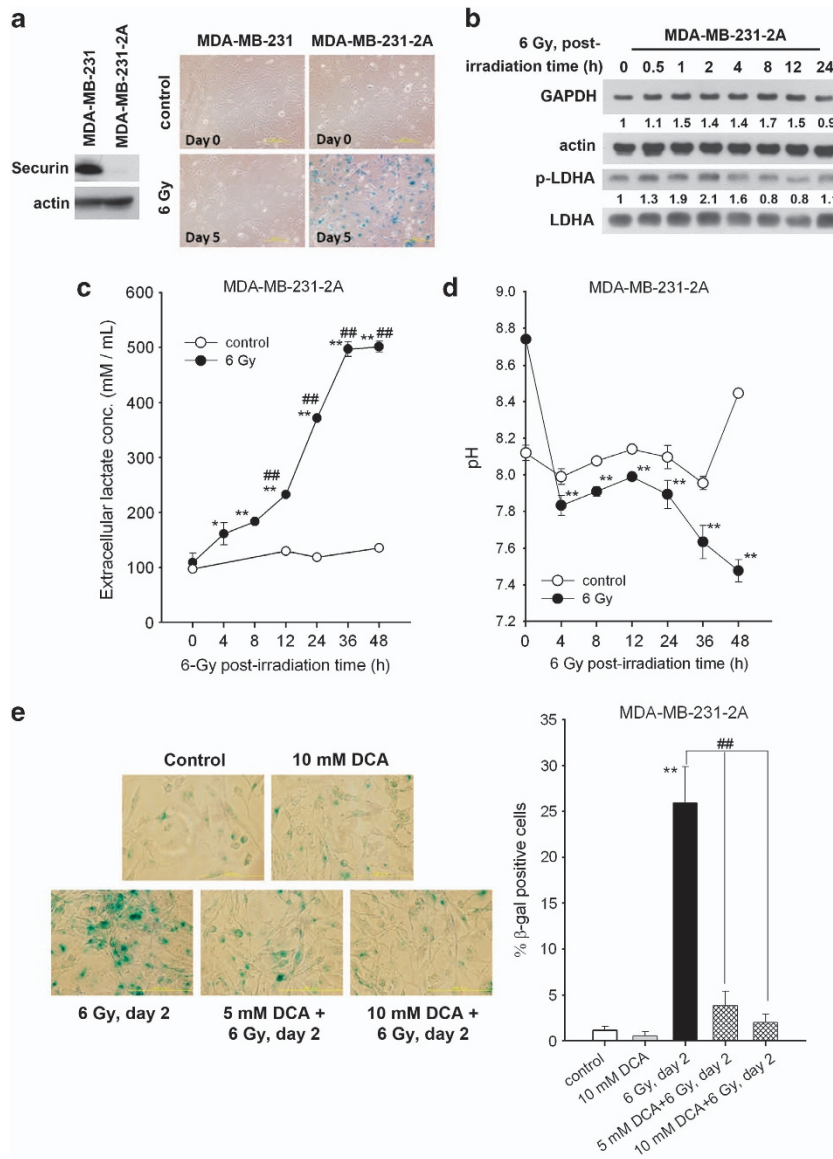 a
MDA-MB-231
MDA-MB-231-2A
Securin
actin
MDA-MB-231 MDA-MB-231-2A
control
6 Gy
Day 0
Day 0
Day 5
Day 5
b
6 Gy, post-
irradiation time (h)
MDA-MB-231-2A
0 0.5 1 2 4 8 12 24
GAPDH
1 1.1 1.5 1.4 1.4 1.7 1.5 0.9
actin
p-LDHA
1 1.3 1.9 2.1 1.6 0.8 0.8 1.1
LDHA
c
MDA-MB-231-2A
Extracellular lactate conc. (mM / mL)
600
500
400
300
200
100
0
control
6 Gy
* ** ** ## ** ## ** ## ** ##
0 4 8 12 24 36 48
6-Gy post-irradiation time (h)
d
MDA-MB-231-2A
pH
9.0
8.8
8.6
8.4
8.2
8.0
7.8
7.6
7.4
7.2
** ** ** ** ** **
control
6 Gy
0 4 8 12 24 36 48
6 Gy post-irradiation time (h)
e
Control
10 mM DCA
6 Gy, day 2
5 mM DCA +
6 Gy, day 2
10 mM DCA +
6 Gy, day 2
MDA-MB-231-2A
% β-gal positive cells
35
30
25
20
15
10
5
0
**
##
control
10 mM DCA
6 Gy, day 2
5 mM DCA+6 Gy, day 2
10 mM DCA+6 Gy, day 2